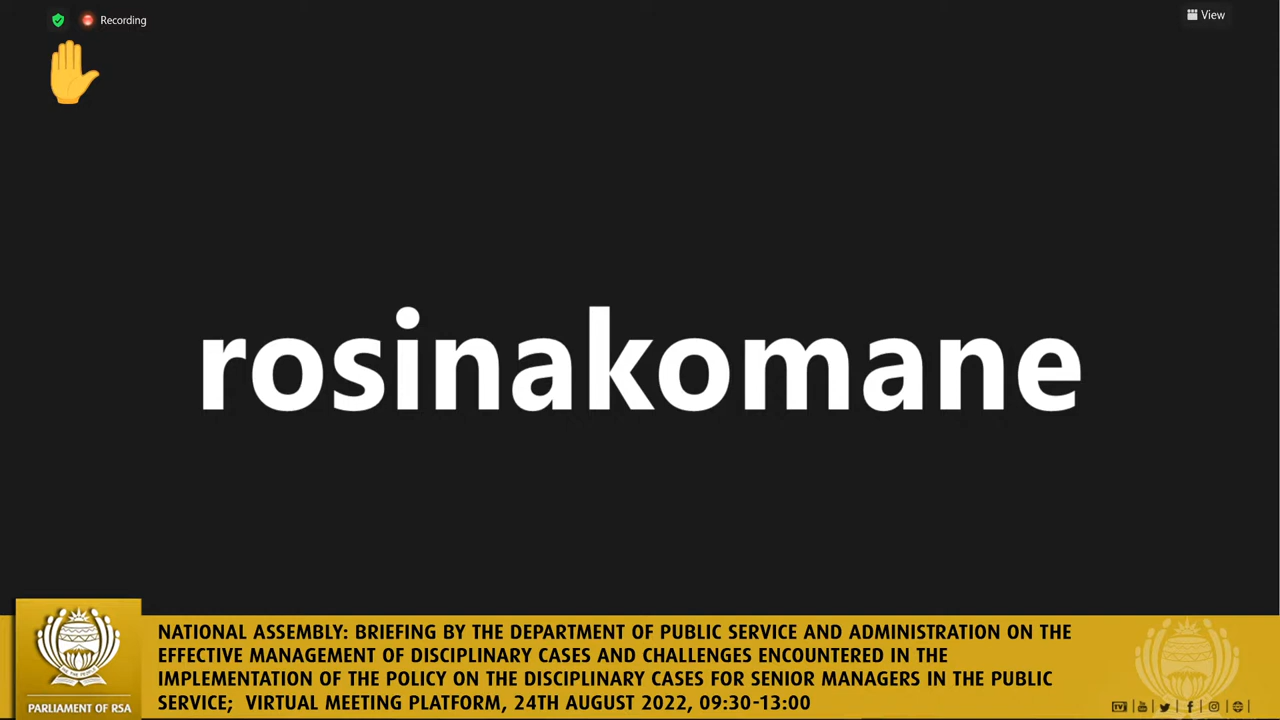 Recording
View
rosinakomane
NATIONAL ASSEMBLY: BRIEFING BY THE DEPARTMENT OF PUBLIC SERVICE AND ADMINISTRATION ON THE
EFFECTIVE MANAGEMENT OF DISCIPLINARY CASES AND CHALLENGES ENCOUNTERED IN THE
IMPLEMENTATION OF THE POLICY ON THE DISCIPLINARY CASES FOR SENIOR MANAGERS IN THE PUBLIC
SERVICE; VIRTUAL MEETING PLATFORM, 24TH AUGUST 2022, 09:30-13:00
PARLIAMENT OF RSA